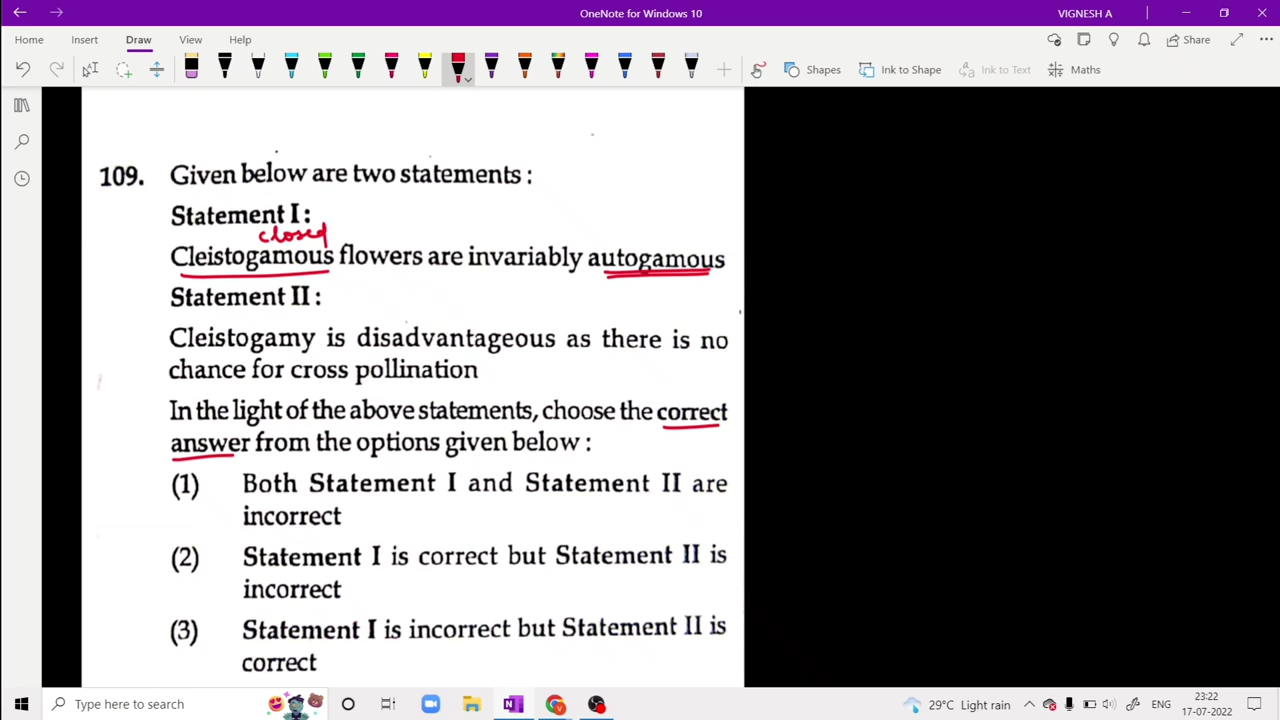 OneNote for Windows 10
VIGNESH A
Home Insert Draw View Help
Share
Shapes Ink to Shape Ink to Text Maths
109. Given below are two statements :
Statement I :
closed
Cleistogamous flowers are invariably autogamous
Statement II :
Cleistogamy is disadvantageous as there is no
chance for cross pollination
In the light of the above statements, choose the correct
answer from the options given below :
(1) Both Statement I and Statement II are
incorrect
(2) Statement I is correct but Statement II is
incorrect
(3) Statement I is incorrect but Statement II is
correct
Type here to search
29°C Light rain
ENG
23:22
17-07-2022